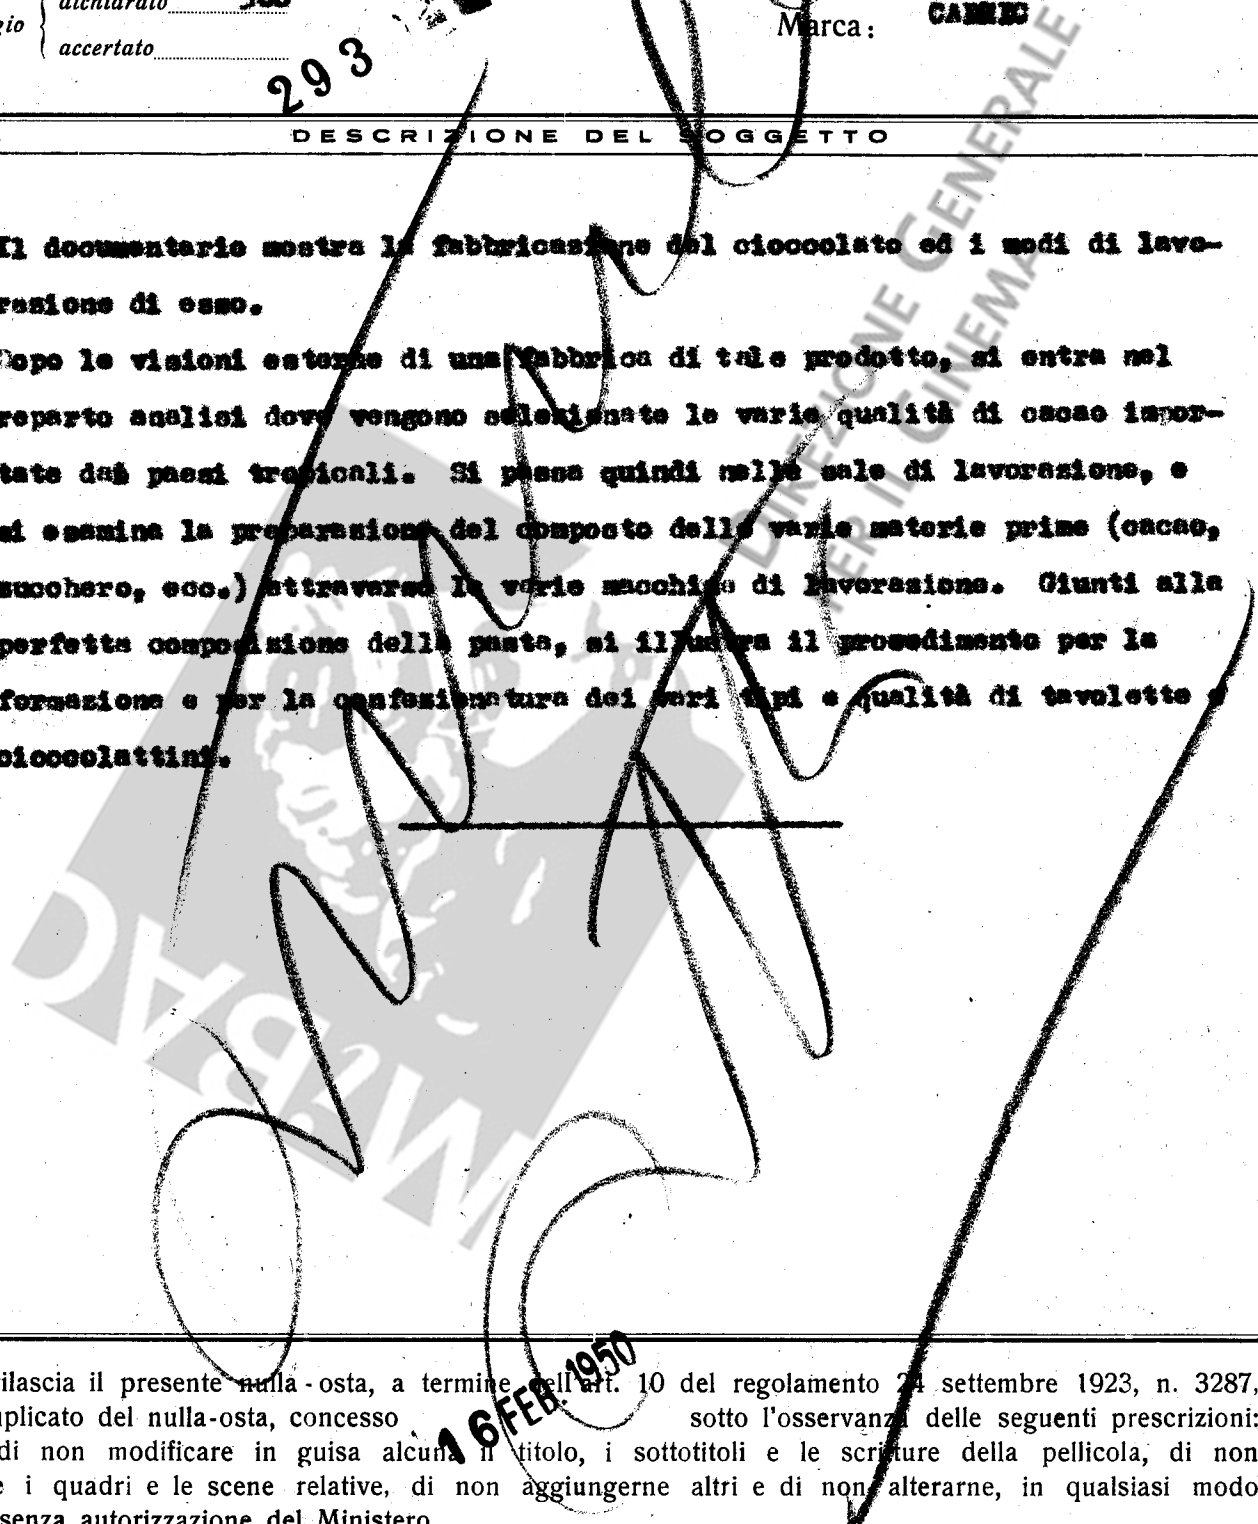 dichiarato
gio
accertato
293
Marca:
DESCRIZIONE DEL SOGGETTO
Il documentario mostra la fabbricazione del cioccolato ed i modi di lavo-
razione di esso.
Dopo le visioni esterne di una fabbrica di tale prodotto, si entra nel
reparto analisi dove vengono selezionate le varie qualità di cacao impor-
tate dai paesi tropicali. Si passa quindi nelle sale di lavorazione, e
si esamina la preparazione del composto delle varie materie prime (cacao,
zucchero, ecc.) attraverso le varie macchine di lavorazione. Giunti alla
perfetta composizione della pasta, si illustra il procedimento per la
formazione e per la confezionatura dei vari tipi e qualità di tavolette e
cioccolattini.
DIREZIONE GENERALE
PER IL CINEMA
MiBAC
ilascia il presente nulla-osta, a termine dell'art. 10 del regolamento 24 settembre 1923, n. 3287,
uplicato del nulla-osta, concesso 16 FEB. 1950 sotto l'osservanza delle seguenti prescrizioni:
di non modificare in guisa alcuna il titolo, i sottotitoli e le scritture della pellicola, di non
e i quadri e le scene relative, di non aggiungerne altri e di non alterarne, in qualsiasi modo
senza autorizzazione del Ministero